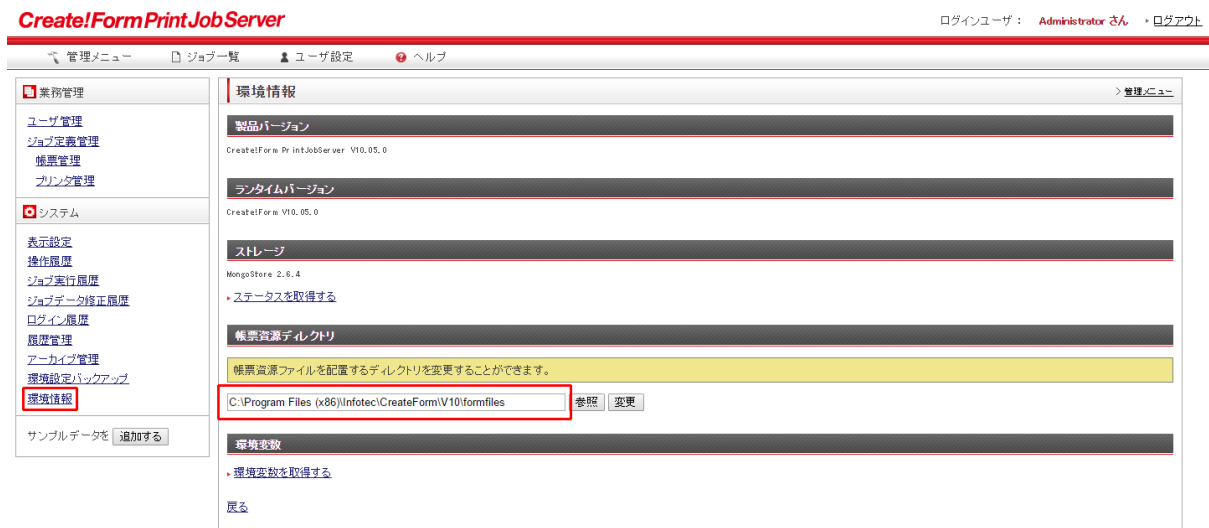 Create!Form PrintJobServer
ログインユーザ： Administrator さん ログアウト
管理メニュー ジョブ一覧 ユーザ設定 ヘルプ
業務管理
ユーザ管理
ジョブ定義管理
帳票管理
プリンタ管理
システム
表示設定
操作履歴
ジョブ実行履歴
ジョブデータ修正履歴
ログイン履歴
履歴管理
アーカイブ管理
環境設定バックアップ
環境情報
サンプルデータを 追加する
環境情報
＞管理メニュー
製品バージョン
Create!Form PrintJobServer V10.05.0
ランタイムバージョン
Create!Form V10.05.0
ストレージ
MongoStore 2.6.4
ステータスを取得する
帳票資源ディレクトリ
帳票資源ファイルを配置するディレクトリを変更することができます。
C:\Program Files (x86)\Infotec\CreateForm\V10\formfiles 参照 変更
環境変数
環境変数を取得する
戻る